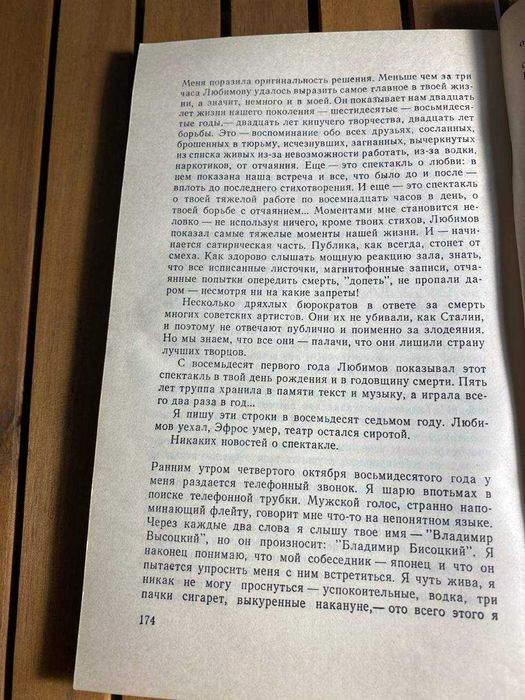 Меня поразила оригинальность решения. Меньше чем за три
часа Любимову удалось выразить самое главное в твоей жиз-
ни, а значит, немного и в моей. Он показывает нам двадцать
лет жизни нашего поколения — шестидесятые — восьмидеся-
тые годы,— двадцать лет кипучего творчества, двадцать лет
борьбы. Это — воспоминание обо всех друзьях, сосланных,
брошенных в тюрьму, исчезнувших, загнанных, вычеркнутых
из списка живых из-за невозможности работать, из-за водки,
наркотиков, от отчаяния. Еще — это спектакль о любви: в
нем показана наша встреча и все, что было до и после —
вплоть до последнего стихотворения. И еще — это спектакль
о твоей тяжелой работе по восемнадцать часов в день, о
твоей борьбе с отчаянием... Моментами мне становится не-
ловко — не используя ничего, кроме твоих стихов, Любимов
показал самые тяжелые моменты нашей жизни. И — начи-
нается сатирическая часть. Публика, как всегда, стонет от
смеха. Как здорово слышать мощную реакцию зала, знать,
что все исписанные листочки, магнитофонные записи, отча-
янные попытки опередить смерть, "допеть", не пропали да-
ром — несмотря ни на какие запреты!
Несколько дряхлых бюрократов в ответе за смерть
многих советских артистов. Они их не убивали, как Сталин,
и поэтому не отвечают публично и поименно за злодеяния.
Но мы знаем, что все они — палачи, что они лишили страну
лучших творцов.
С восемьдесят первого года Любимов показывал этот
спектакль в твой день рождения и в годовщину смерти. Пять
лет труппа хранила в памяти текст и музыку, а играла все-
го два раза в год...
Я пишу эти строки в восемьдесят седьмом году. Люби-
мов уехал, Эфрос умер, театр остался сиротой.
Никаких новостей о спектакле.
Ранним утром четвертого октября восьмидесятого года у
меня раздается телефонный звонок. Я шарю впотьмах в
поиске телефонной трубки. Мужской голос, странно напо-
минающий флейту, говорит мне что-то на непонятном языке.
Через каждые два слова я слышу твое имя — "Владимир
Высоцкий", но он произносит: "Владимир Бисоцкий". Я
наконец понимаю, что мой собеседник — японец и что он
пытается упросить меня с ним встретиться. Я чуть жива, я
никак не могу проснуться — успокоительные, водка, три
пачки сигарет, выкуренные накануне,— ото всего этого я
174